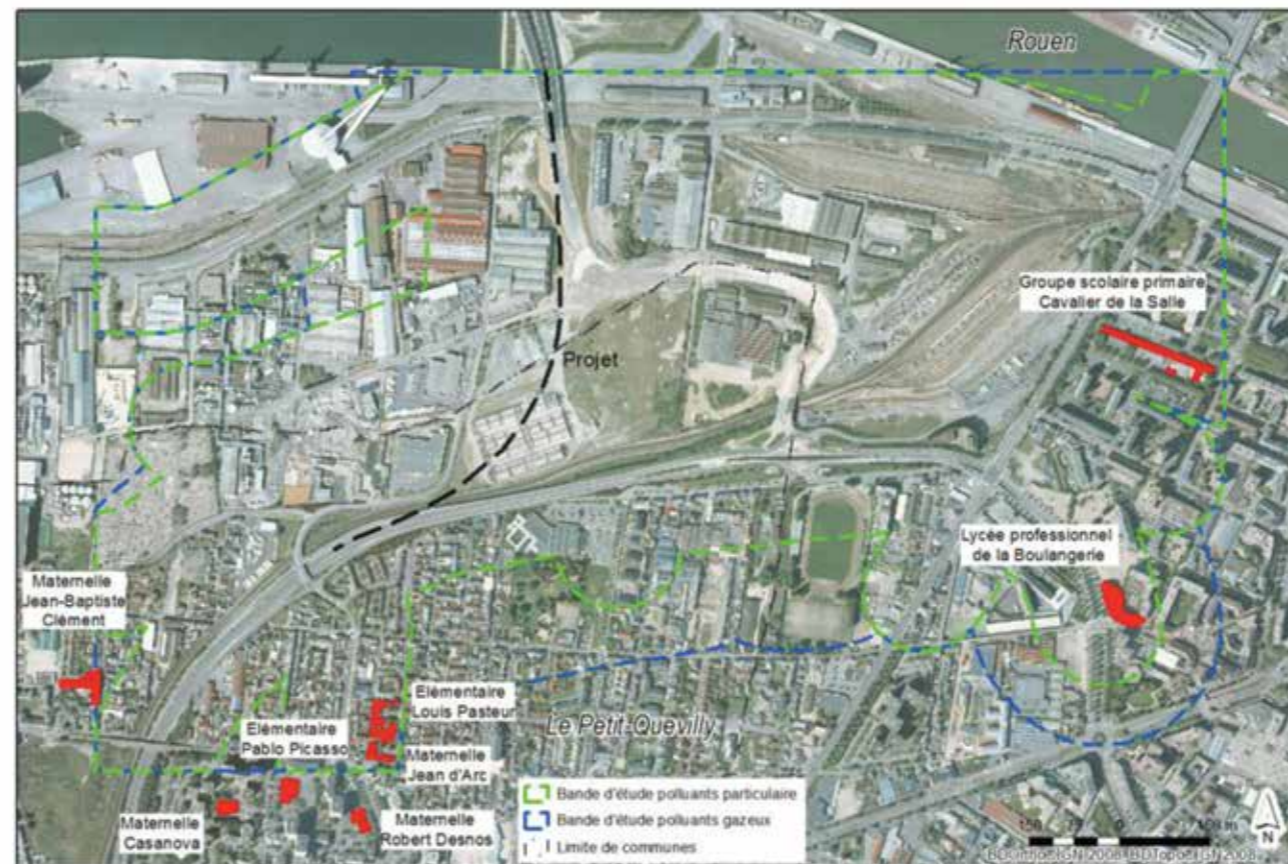 Rouen
Groupe scolaire primaire
Cavalier de la Salle
Projet
Lycée professionnel
de la Boulangerie
Maternelle
Jean-Baptiste
Clément
Elémentaire
Louis Pasteur
Elémentaire
Pablo Picasso
Le Petit-Quevilly
Maternelle
Jean d'Arc
Maternelle
Casanova
Maternelle
Robert Desnos
Bande d'étude polluants particulaire
Bande d'étude polluants gazeux
Limite de communes
N